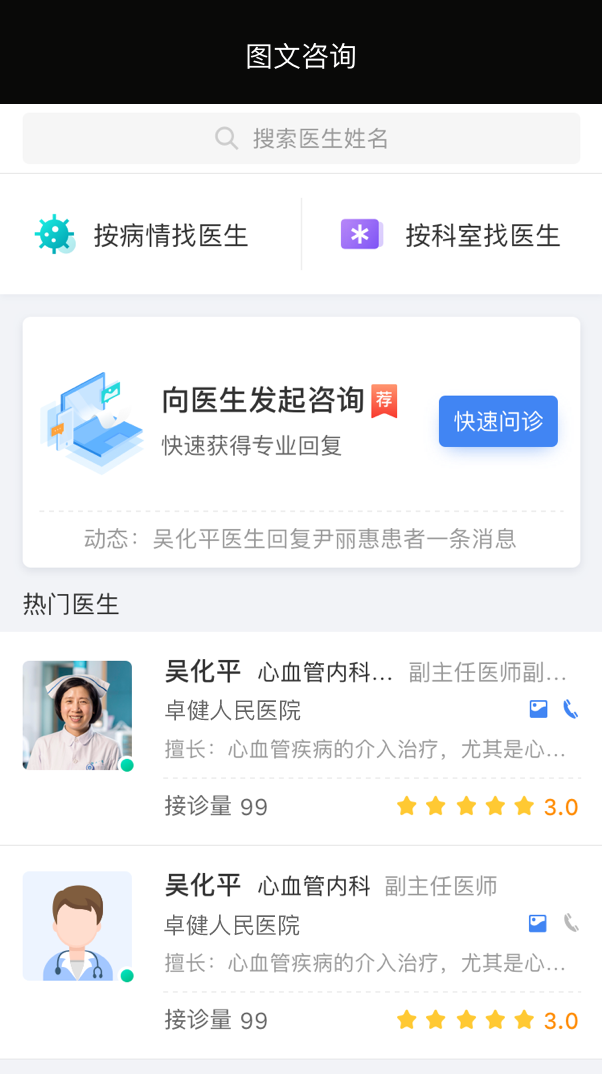 图文咨询
搜索医生姓名
按病情找医生 按科室找医生
向医生发起咨询 荐
快速获得专业回复
快速问诊
动态：吴化平医生回复尹丽惠患者一条消息
热门医生
吴化平 心血管内科... 副主任医师副...
卓健人民医院
擅长：心血管疾病的介入治疗，尤其是心...
接诊量 99 3.0
吴化平 心血管内科 副主任医师
卓健人民医院
擅长：心血管疾病的介入治疗，尤其是心...
接诊量 99 3.0